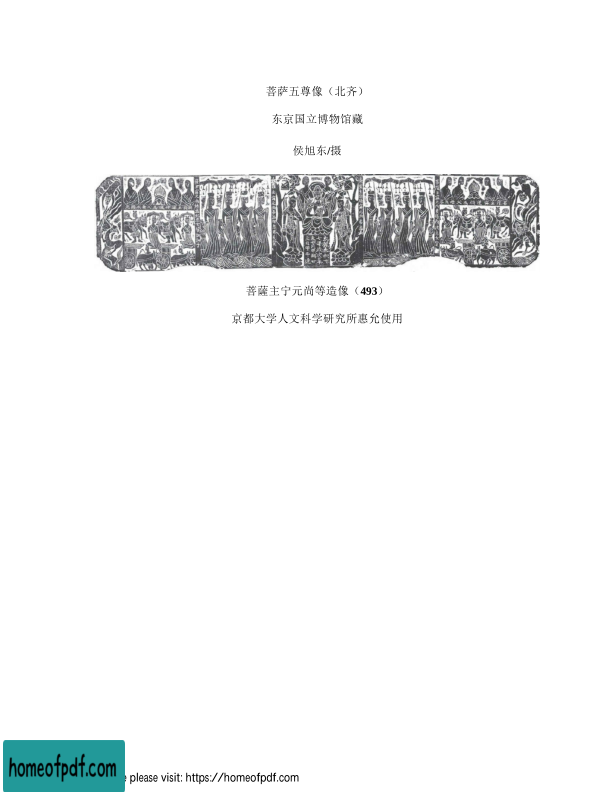 菩萨五尊像（北齐）
东京国立博物馆藏
侯旭东/摄
菩薩主宁元尚等造像（493）
京都大学人文科学研究所惠允使用
homeofpdf.com
please visit: https://homeofpdf.com